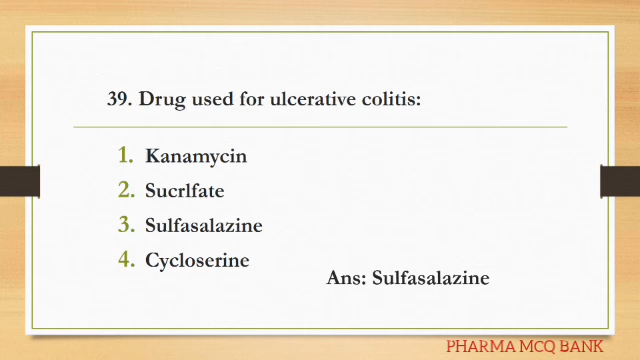 39. Drug used for ulcerative colitis:
1. Kanamycin
2. Sucrlfate
3. Sulfasalazine
4. Cycloserine
Ans: Sulfasalazine
PHARMA MCQ BANK